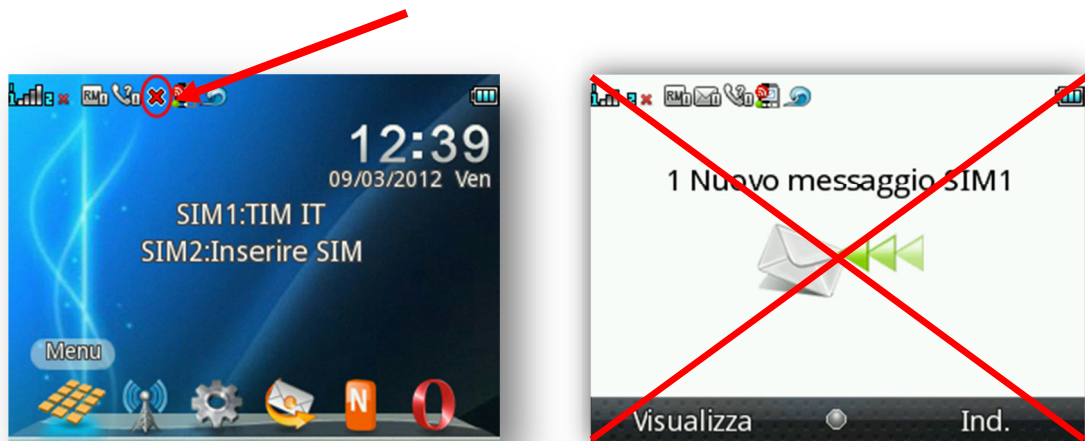 12:39
09/03/2012 Ven
SIM1:TIM IT
SIM2:Inserire SIM
Menu
N
1 Nuovo messaggio SIM1
Visualizza
Ind.